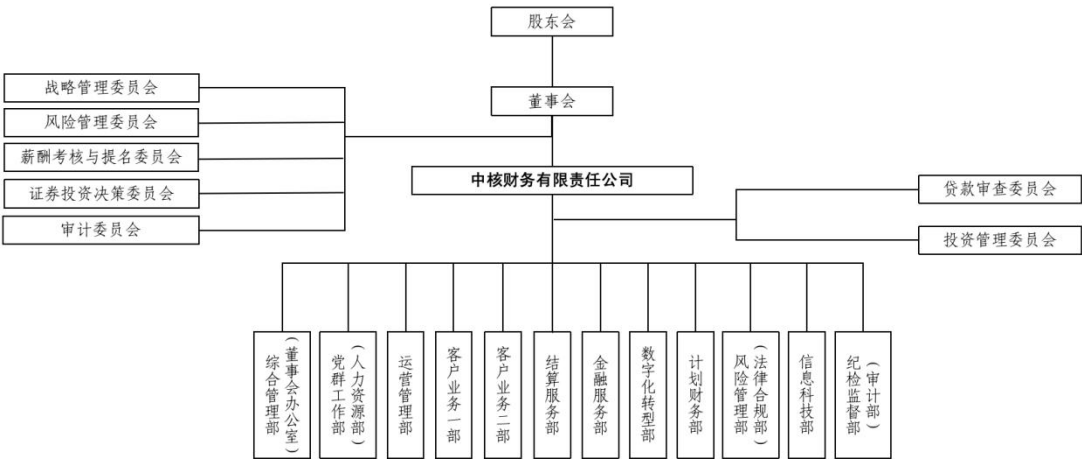 股东会
董事会
战略管理委员会
风险管理委员会
薪酬考核与提名委员会
证券投资决策委员会
审计委员会
中核财务有限责任公司
贷款审查委员会
投资管理委员会
综合管理部
(董事会办公室)
党群工作部
(人力资源部)
运营管理部
客户业务一部
客户业务二部
结算服务部
金融服务部
数字化转型部
计划财务部
风险管理部
(法律合规部)
信息科技部
纪检监督部
(审计部)